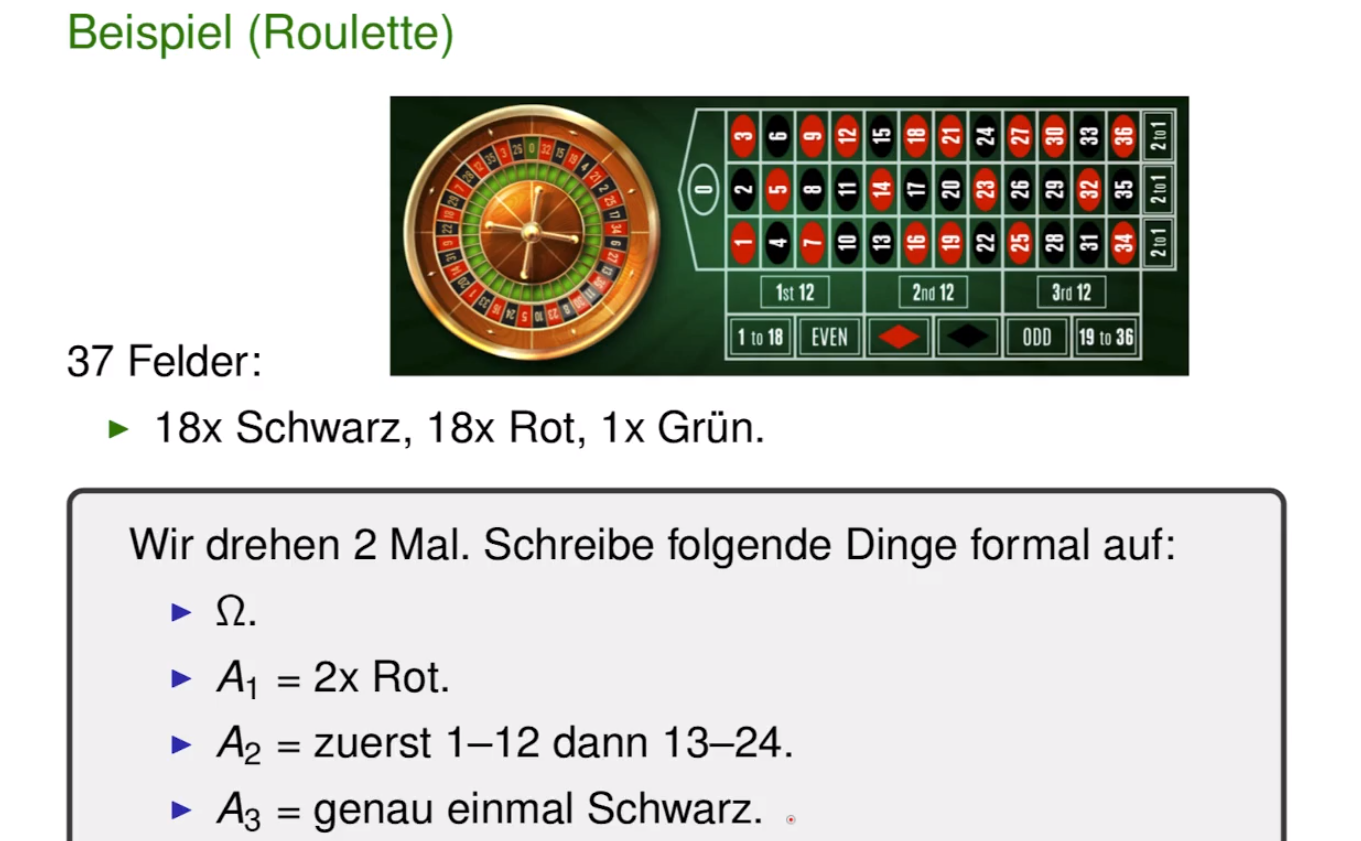 Beispiel (Roulette)
3 6 9 12 15 18 21 24 27 30 33 36 2 to 1
0 2 5 8 11 14 17 20 23 26 29 32 35 2 to 1
1 4 7 10 13 16 19 22 25 28 31 34 2 to 1
1st 12 2nd 12 3rd 12
1 to 18 EVEN ODD 19 to 36
37 Felder:
▶ 18x Schwarz, 18x Rot, 1x Grün.
Wir drehen 2 Mal. Schreibe folgende Dinge formal auf:
▶ Ω.
▶ A₁ = 2x Rot.
▶ A₂ = zuerst 1–12 dann 13–24.
▶ A₃ = genau einmal Schwarz.